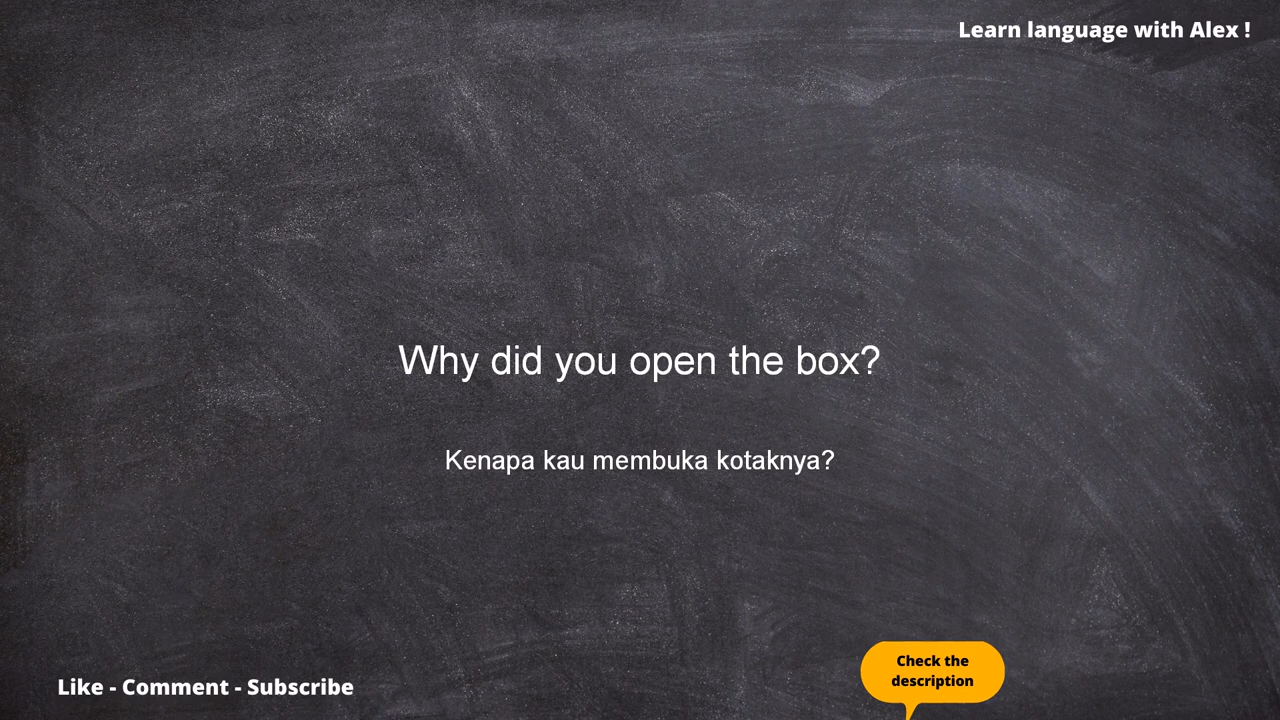 Learn language with Alex !
Why did you open the box?
Kenapa kau membuka kotaknya?
Like - Comment - Subscribe
Check the
description